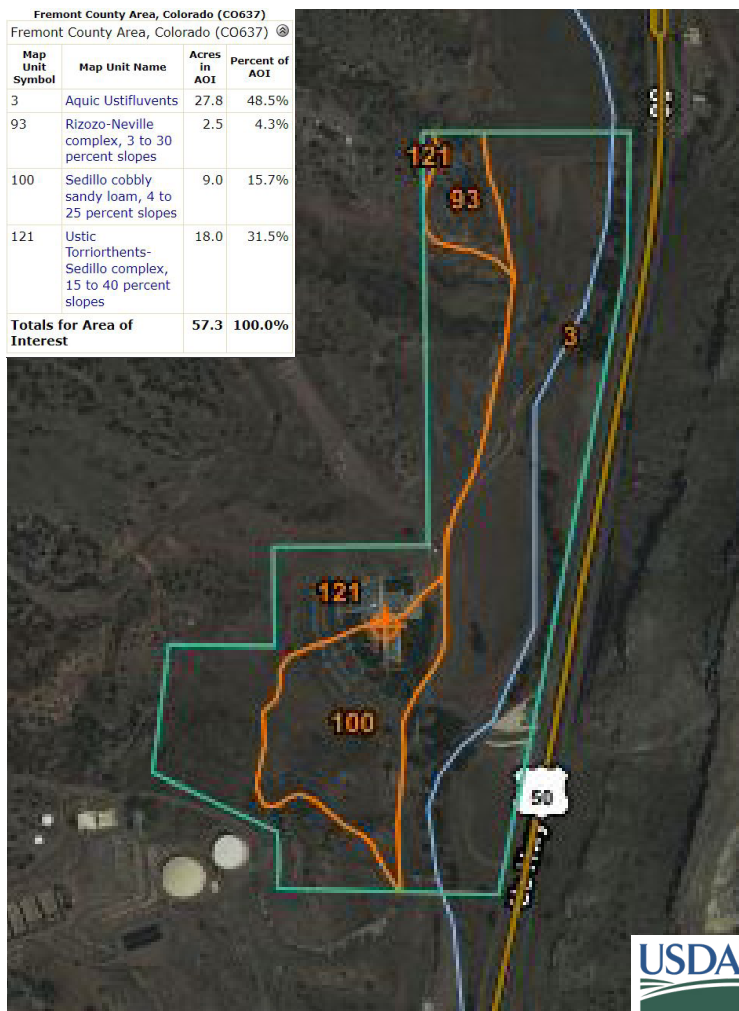 Fremont County Area, Colorado (CO637)
Fremont County Area, Colorado (CO637)
Map Unit Symbol Map Unit Name Acres in AOI Percent of AOI
3 Aquic Ustifluvents 27.8 48.5%
93 Rizozo-Neville complex, 3 to 30 percent slopes 2.5 4.3%
100 Sedillo cobbly sandy loam, 4 to 25 percent slopes 9.0 15.7%
121 Ustic Torriorthents-Sedillo complex, 15 to 40 percent slopes 18.0 31.5%
Totals for Area of Interest 57.3 100.0%
121
93
3
121
100
50
USDA